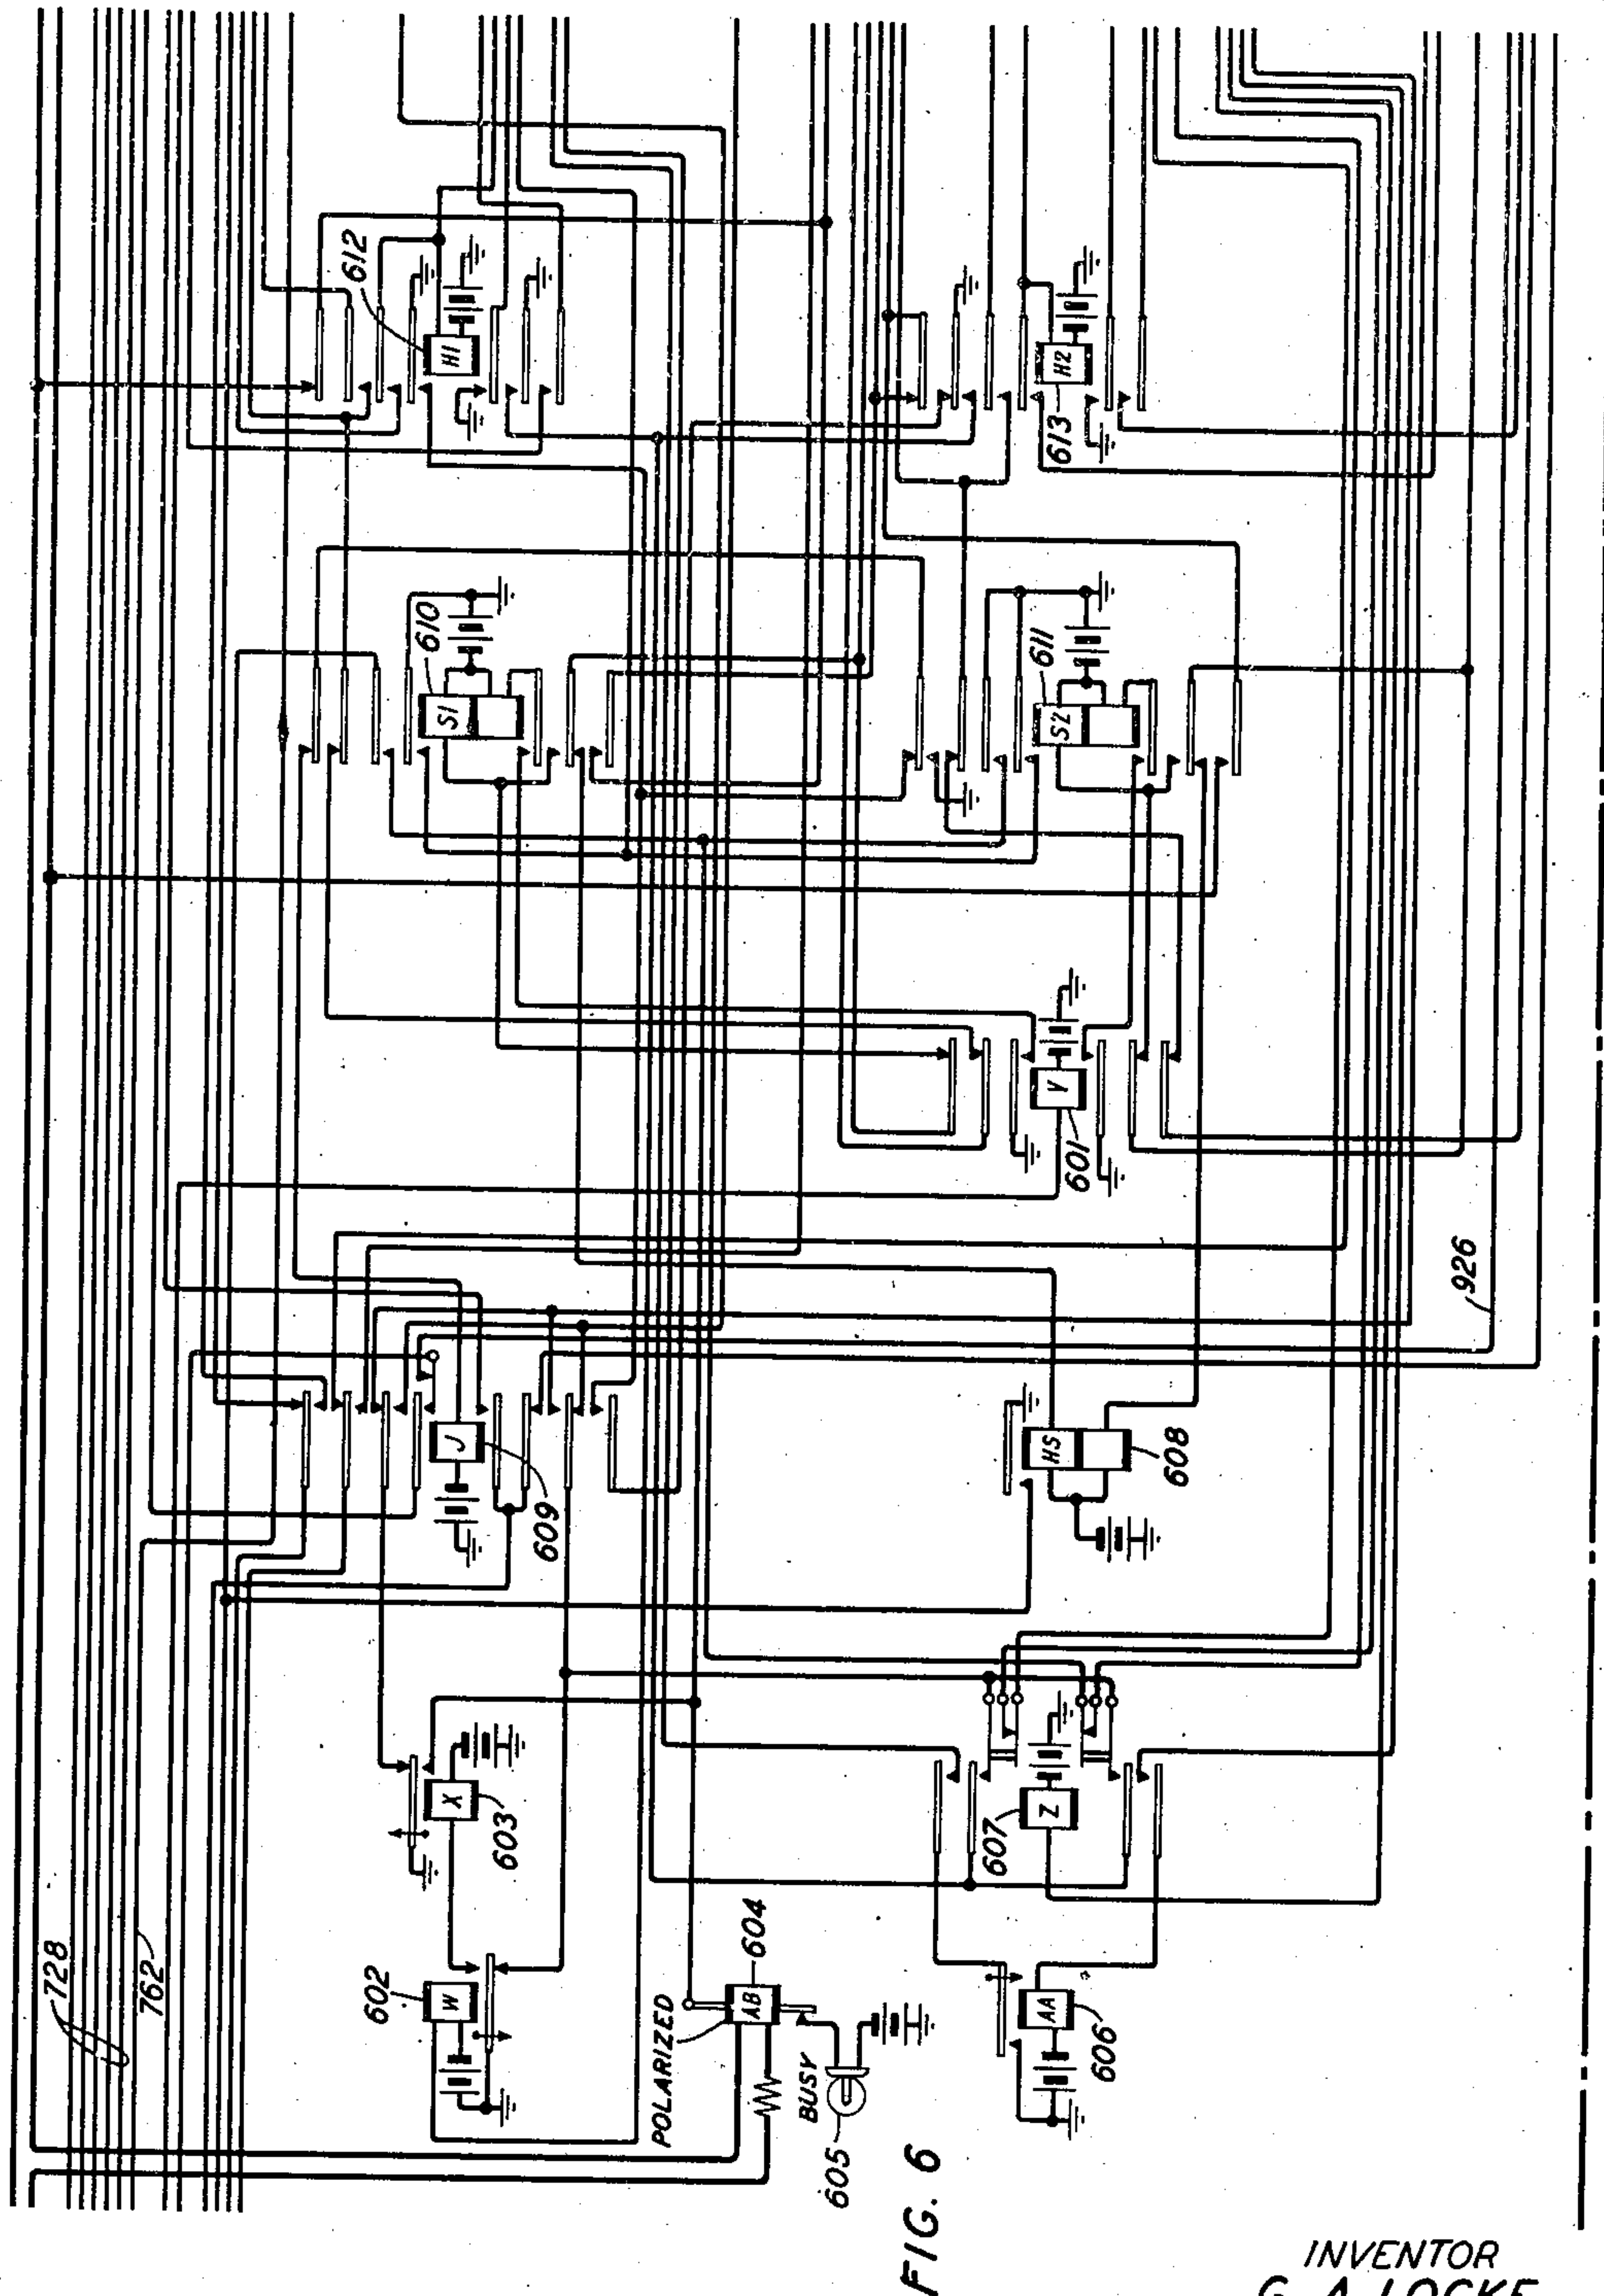 728
762
612
H1
610
S1
J
609
X
603
602
W
POLARIZED
604
AB
BUSY
605
H2
613
611
S2
V
601
926
HS
608
607
Z
AA
606
FIG. 6
INVENTOR
G. A. LOCKE